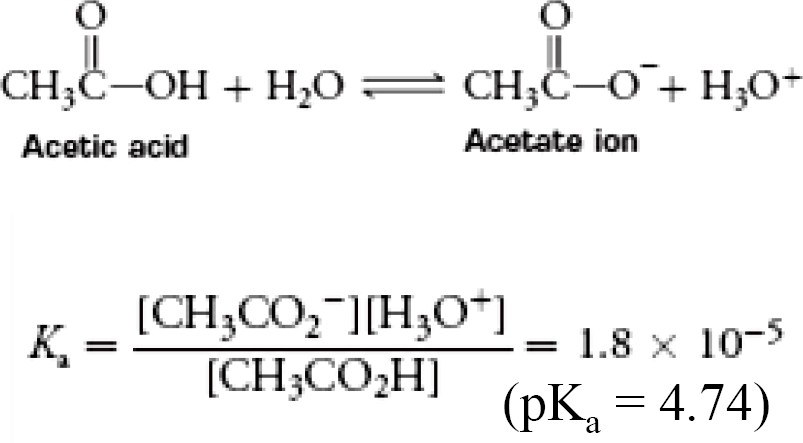 O O
CH₃C—OH + H₂O ⇌ CH₃C—O⁻ + H₃O⁺
Acetic acid Acetate ion
Kₐ = [CH₃CO₂⁻][H₃O⁺] / [CH₃CO₂H] = 1.8 × 10⁻⁵
(pKₐ = 4.74)